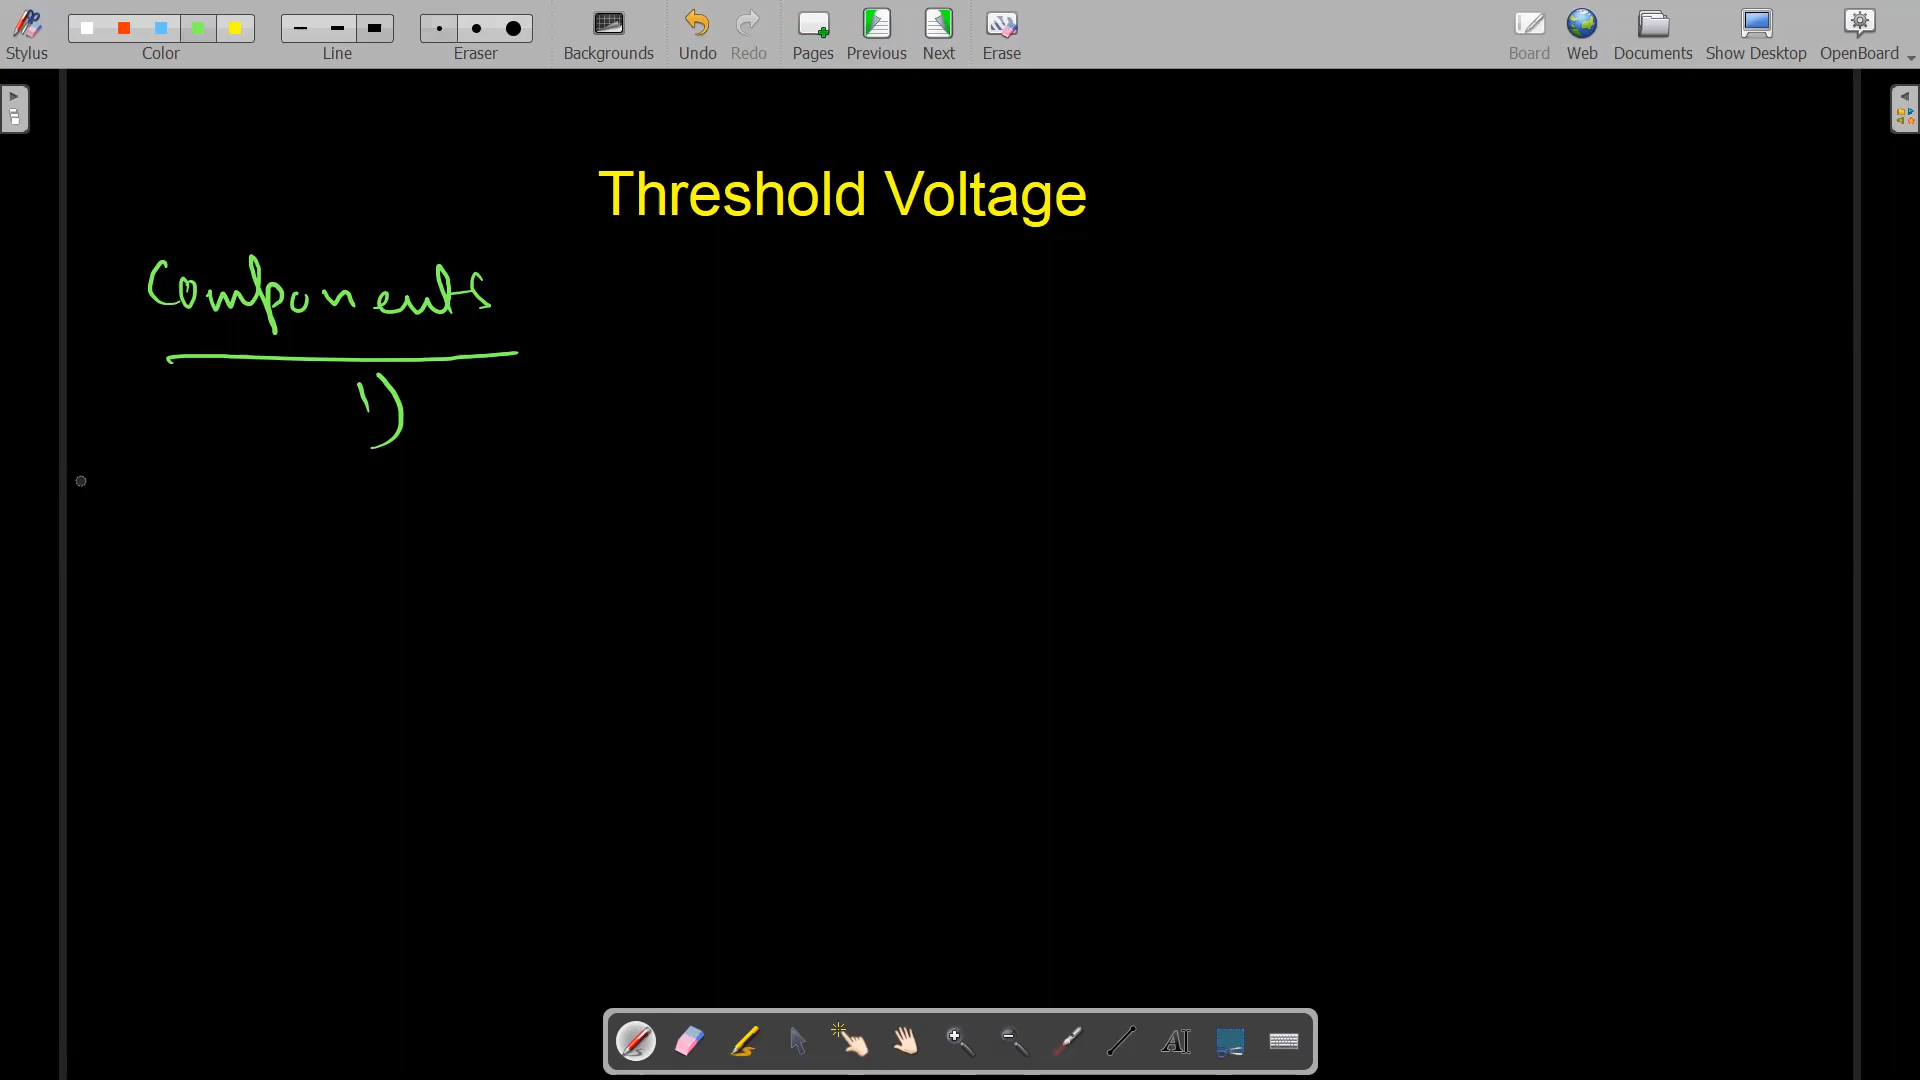 Stylus Color Line Eraser Backgrounds Undo Redo Pages Previous Next Erase Board Web Documents Show Desktop OpenBoard
Threshold Voltage
Components
1)
AI